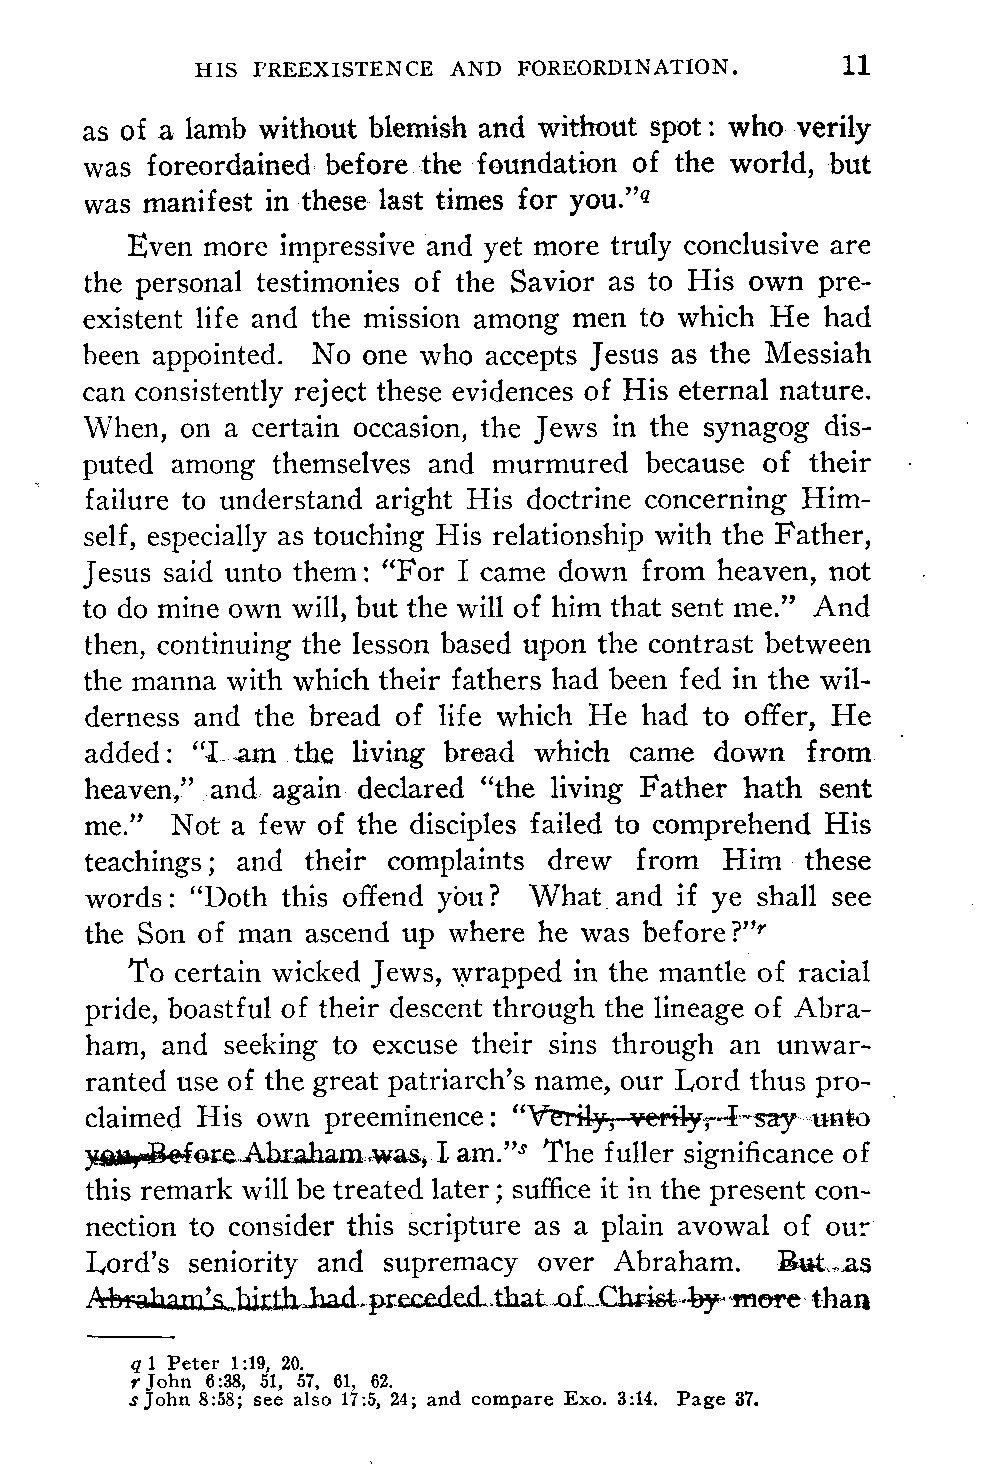 HIS PREEXISTENCE AND FOREORDINATION. 11
as of a lamb without blemish and without spot: who verily
was foreordained before the foundation of the world, but
was manifest in these last times for you.”q
Even more impressive and yet more truly conclusive are
the personal testimonies of the Savior as to His own pre-
existent life and the mission among men to which He had
been appointed. No one who accepts Jesus as the Messiah
can consistently reject these evidences of His eternal nature.
When, on a certain occasion, the Jews in the synagog dis-
puted among themselves and murmured because of their
failure to understand aright His doctrine concerning Him-
self, especially as touching His relationship with the Father,
Jesus said unto them: “For I came down from heaven, not
to do mine own will, but the will of him that sent me.” And
then, continuing the lesson based upon the contrast between
the manna with which their fathers had been fed in the wil-
derness and the bread of life which He had to offer, He
added: “I am the living bread which came down from
heaven,” and again declared “the living Father hath sent
me.” Not a few of the disciples failed to comprehend His
teachings; and their complaints drew from Him these
words: “Doth this offend you? What and if ye shall see
the Son of man ascend up where he was before?”r
To certain wicked Jews, wrapped in the mantle of racial
pride, boastful of their descent through the lineage of Abra-
ham, and seeking to excuse their sins through an unwar-
ranted use of the great patriarch’s name, our Lord thus pro-
claimed His own preeminence: “Verily, verily, I say unto
you, Before Abraham was, I am.”s The fuller significance of
this remark will be treated later; suffice it in the present con-
nection to consider this scripture as a plain avowal of our
Lord’s seniority and supremacy over Abraham. But as
Abraham’s birth had preceded that of Christ by more than
q 1 Peter 1:19, 20.
r John 6:38, 51, 57, 61, 62.
s John 8:58; see also 17:5, 24; and compare Exo. 3:14. Page 37.